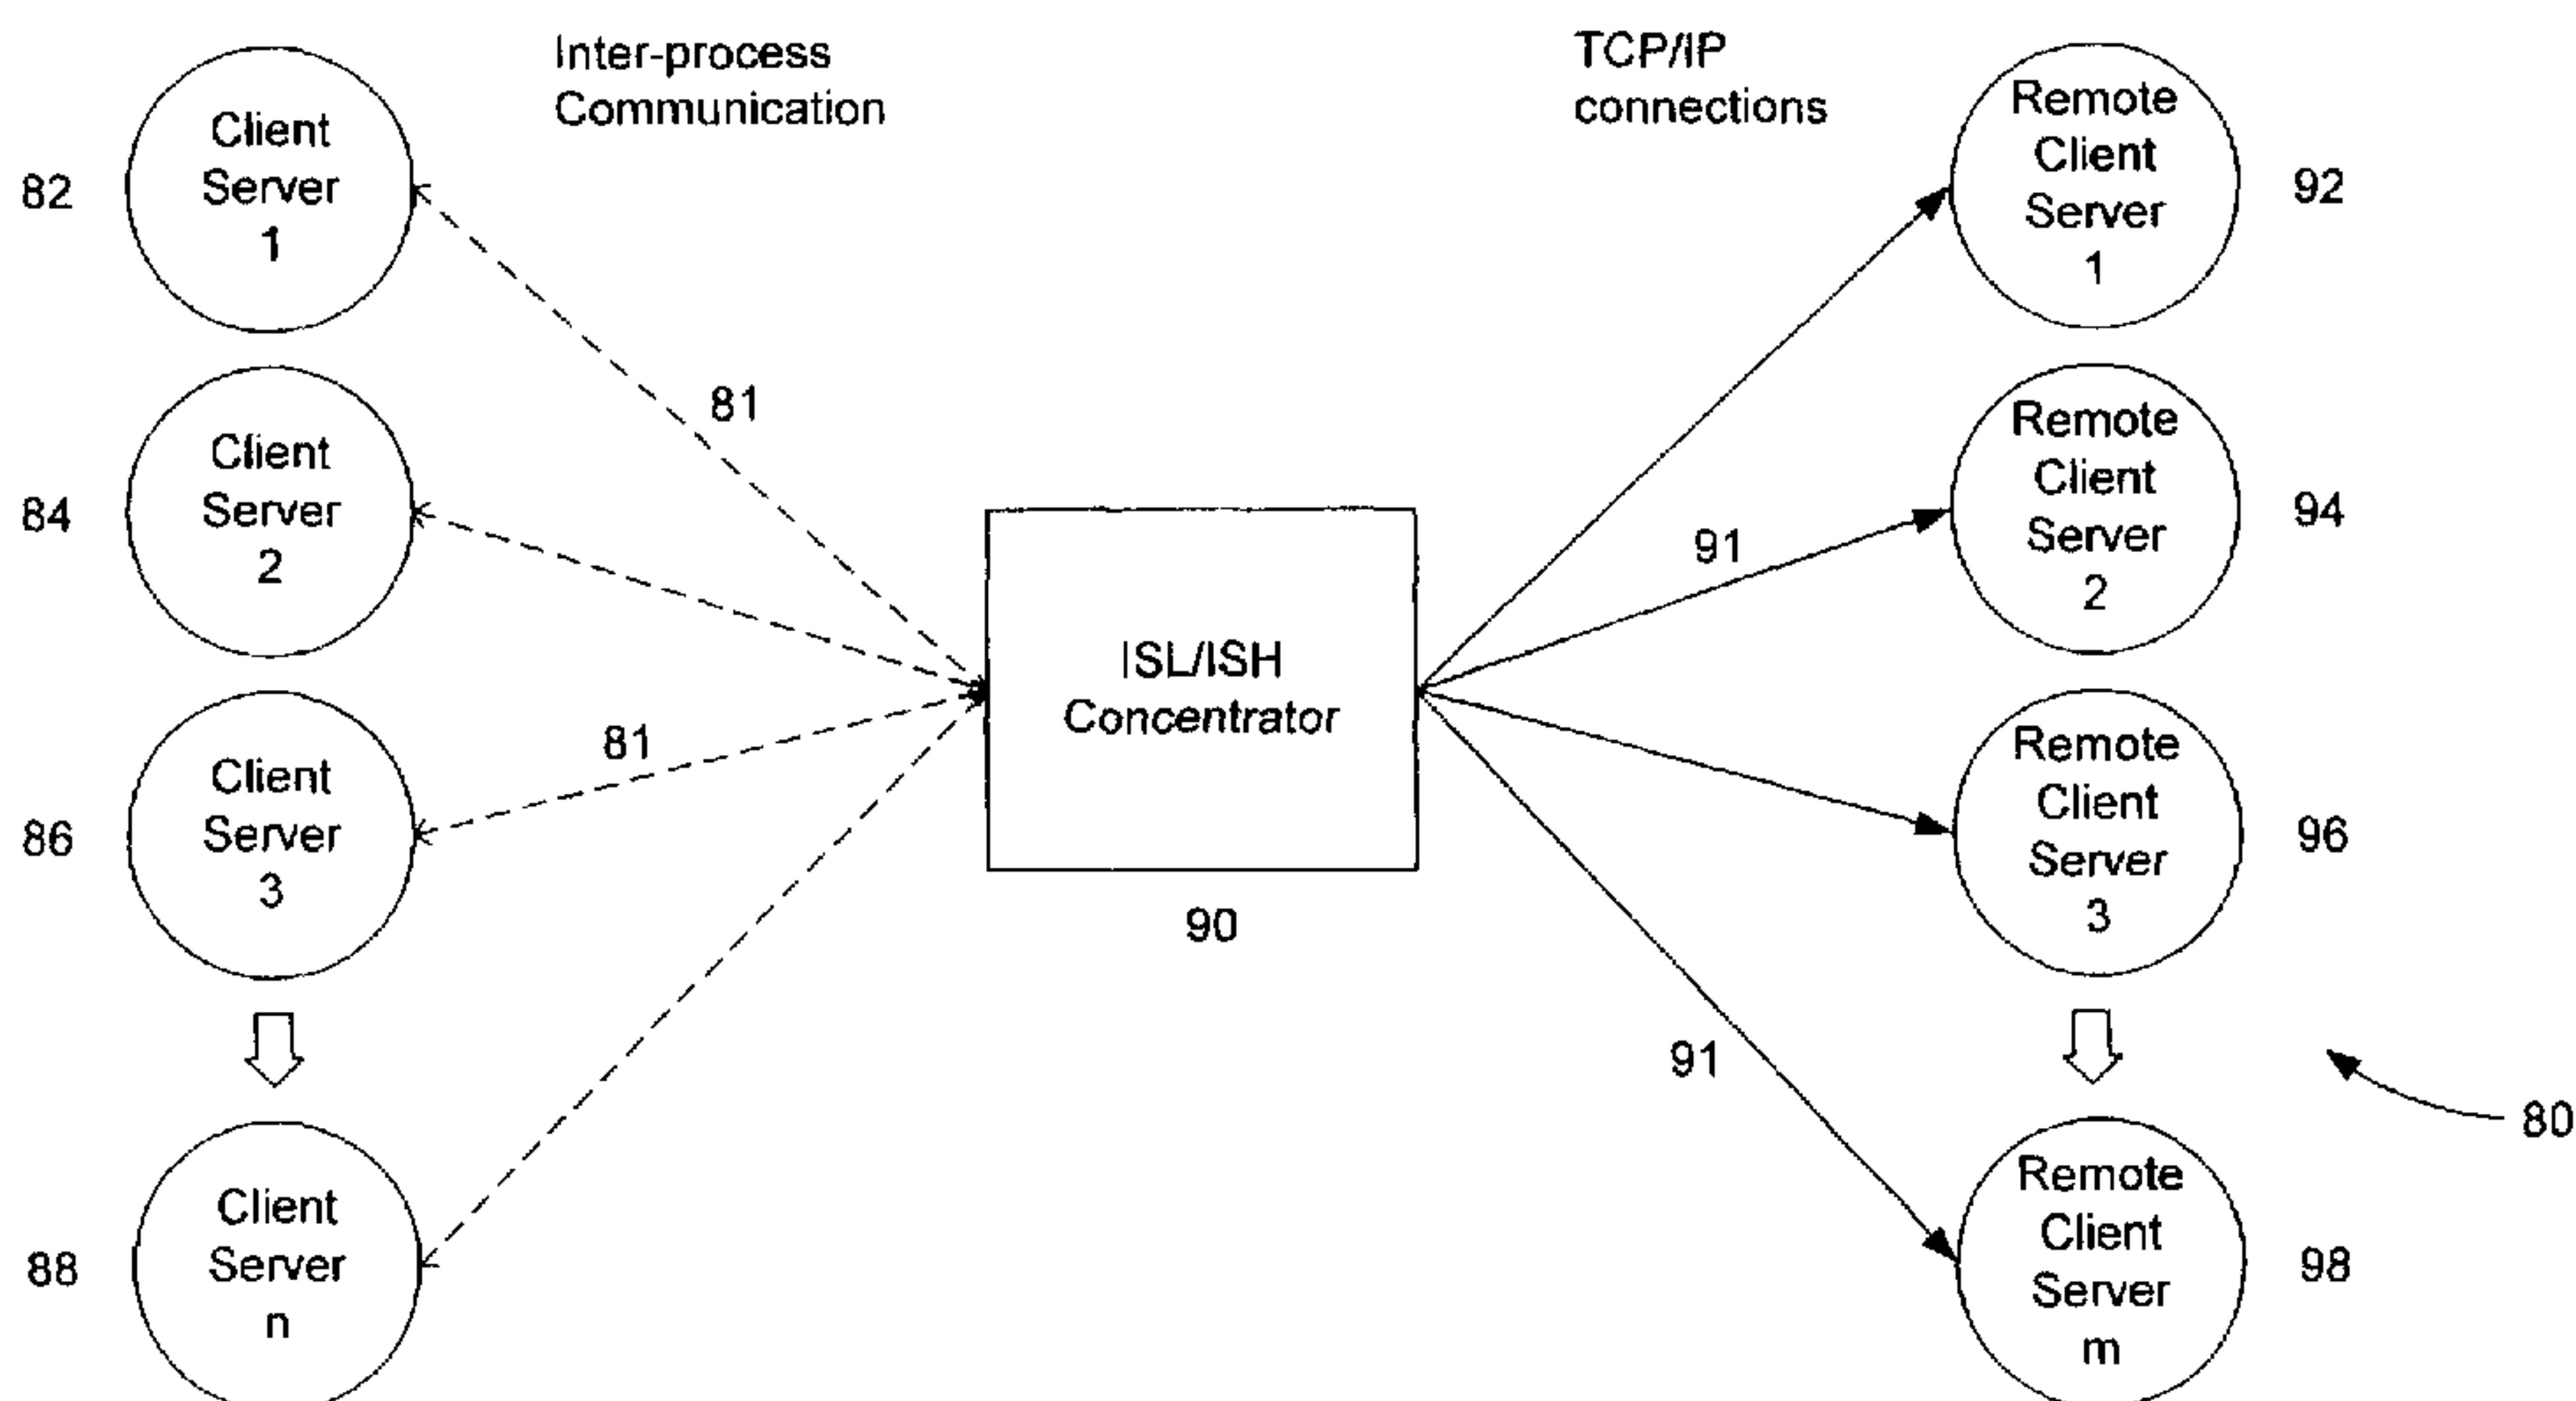 Inter-process
Communication
TCP/IP
connections
82
Client
Server
1
84
Client
Server
2
86
Client
Server
3
88
Client
Server
n
81
81
ISL/ISH
Concentrator
90
91
91
Remote
Client
Server
1
92
Remote
Client
Server
2
94
Remote
Client
Server
3
96
Remote
Client
Server
m
98
80